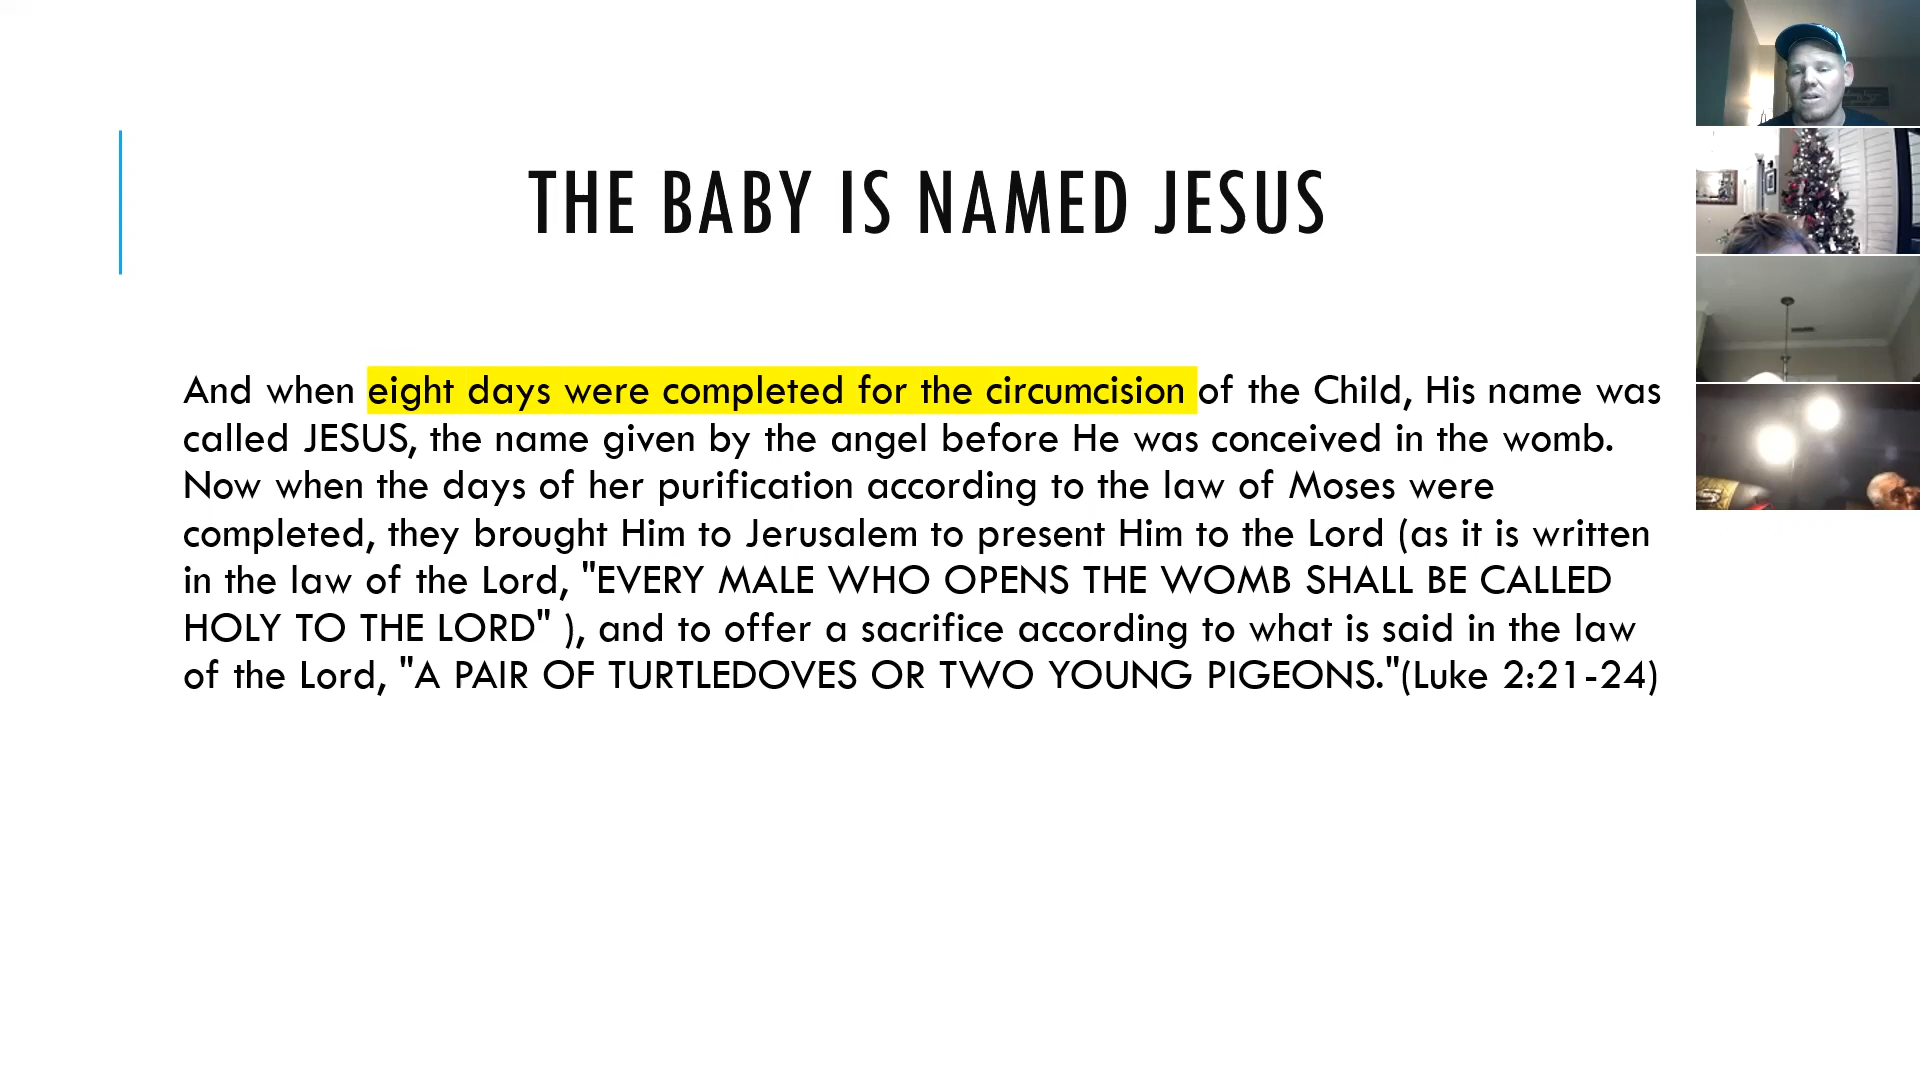 THE BABY IS NAMED JESUS
And when eight days were completed for the circumcision of the Child, His name was
called JESUS, the name given by the angel before He was conceived in the womb.
Now when the days of her purification according to the law of Moses were
completed, they brought Him to Jerusalem to present Him to the Lord (as it is written
in the law of the Lord, "EVERY MALE WHO OPENS THE WOMB SHALL BE CALLED
HOLY TO THE LORD" ), and to offer a sacrifice according to what is said in the law
of the Lord, "A PAIR OF TURTLEDOVES OR TWO YOUNG PIGEONS."(Luke 2:21-24)